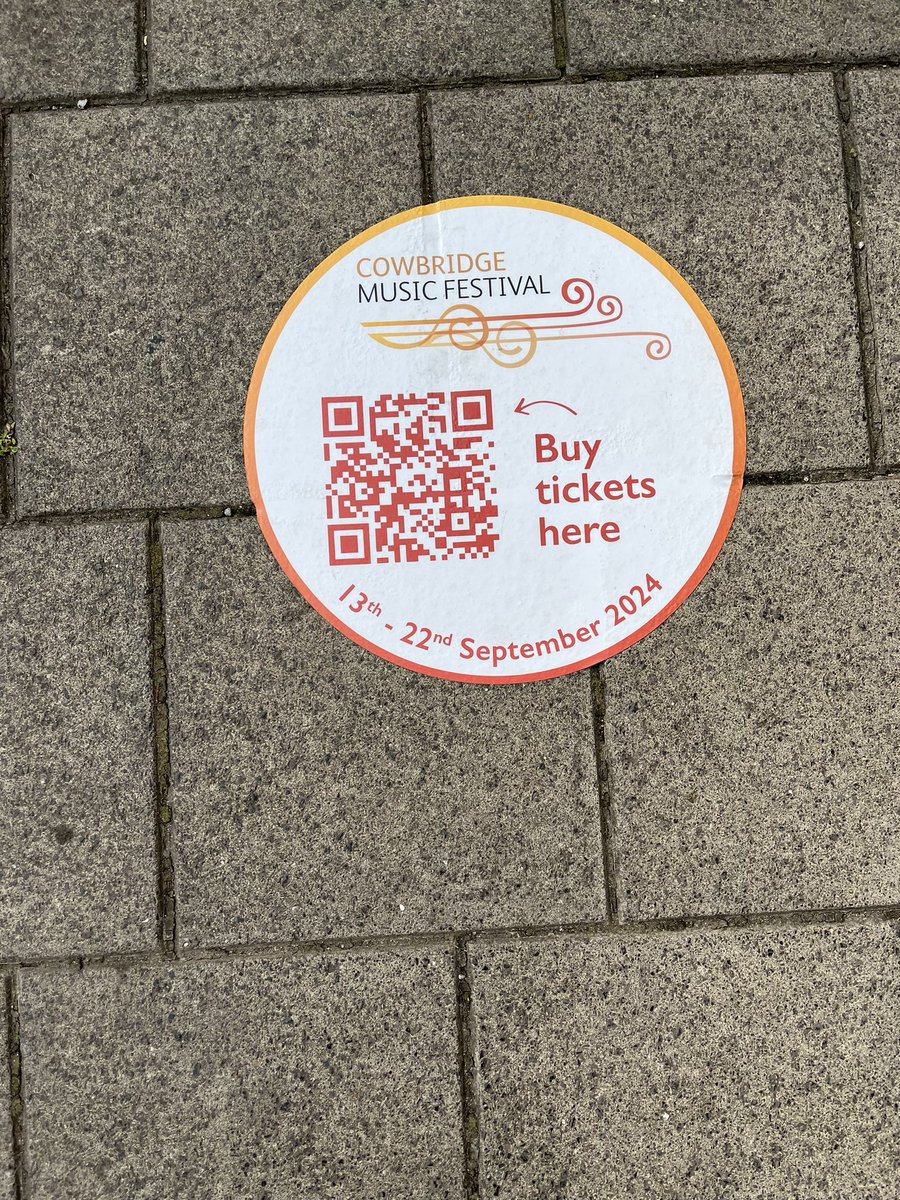 COWBRIDGE
MUSIC FESTIVAL
Buy
tickets
here
13th - 22nd September 2024